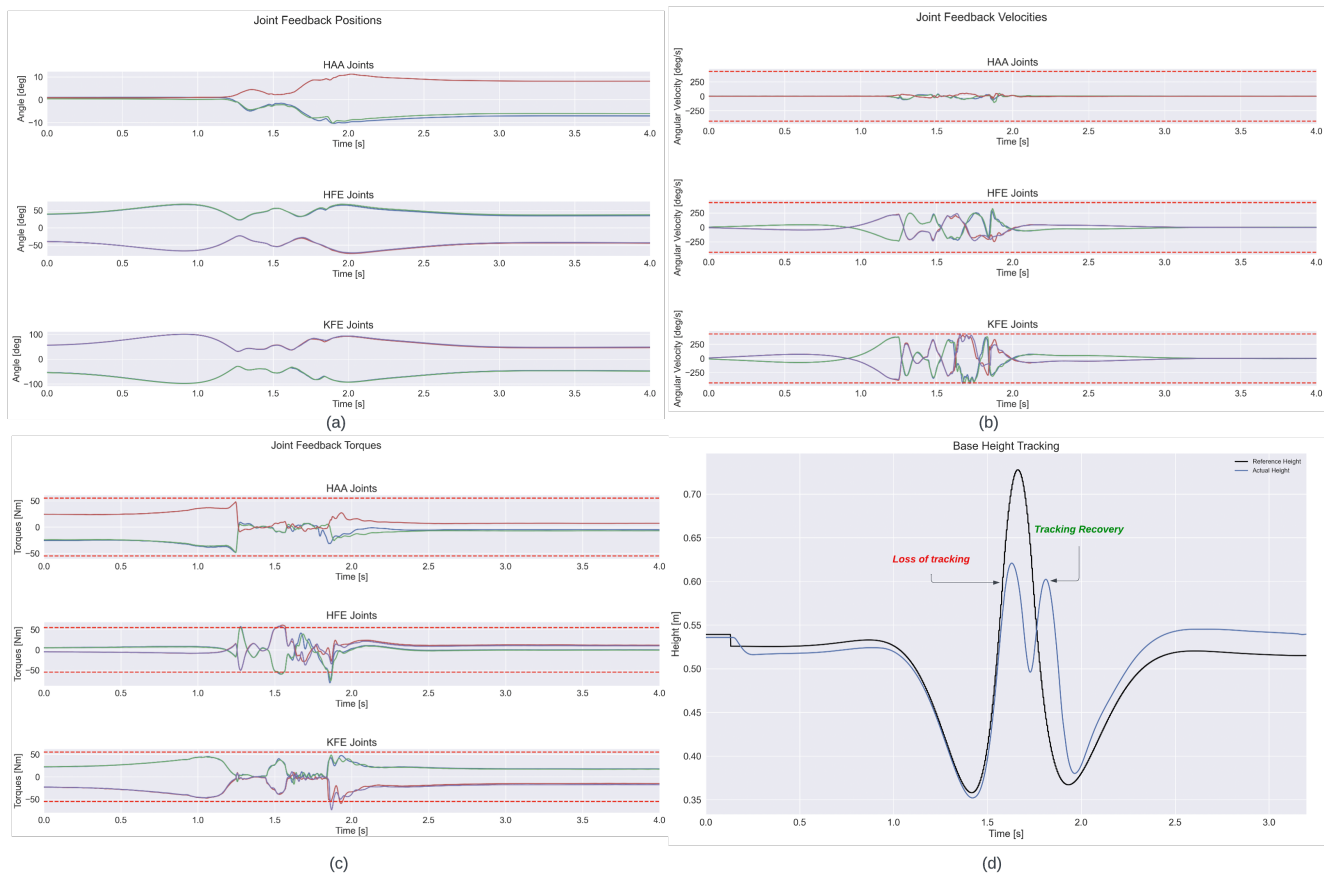 Joint Feedback Positions
HAA Joints
Angle [deg]
10
0
−10
0.0 0.5 1.0 1.5 2.0 2.5 3.0 3.5 4.0
Time [s]
HFE Joints
Angle [deg]
50
0
−50
0.0 0.5 1.0 1.5 2.0 2.5 3.0 3.5 4.0
Time [s]
KFE Joints
Angle [deg]
100
0
−100
0.0 0.5 1.0 1.5 2.0 2.5 3.0 3.5 4.0
Time [s]
(a)
Joint Feedback Velocities
HAA Joints
Angular Velocity [deg/s]
250
0
−250
0.0 0.5 1.0 1.5 2.0 2.5 3.0 3.5 4.0
Time [s]
HFE Joints
Angular Velocity [deg/s]
250
0
−250
0.0 0.5 1.0 1.5 2.0 2.5 3.0 3.5 4.0
Time [s]
KFE Joints
Angular Velocity [deg/s]
250
0
−250
0.0 0.5 1.0 1.5 2.0 2.5 3.0 3.5 4.0
Time [s]
(b)
Joint Feedback Torques
HAA Joints
Torques [Nm]
50
0
−50
0.0 0.5 1.0 1.5 2.0 2.5 3.0 3.5 4.0
Time [s]
HFE Joints
Torques [Nm]
50
0
−50
0.0 0.5 1.0 1.5 2.0 2.5 3.0 3.5 4.0
Time [s]
KFE Joints
Torques [Nm]
50
0
−50
0.0 0.5 1.0 1.5 2.0 2.5 3.0 3.5 4.0
Time [s]
(c)
Base Height Tracking
Reference Height
Actual Height
Loss of tracking
Tracking Recovery
Height [m]
0.70
0.65
0.60
0.55
0.50
0.45
0.40
0.35
0.0 0.5 1.0 1.5 2.0 2.5 3.0
Time [s]
(d)